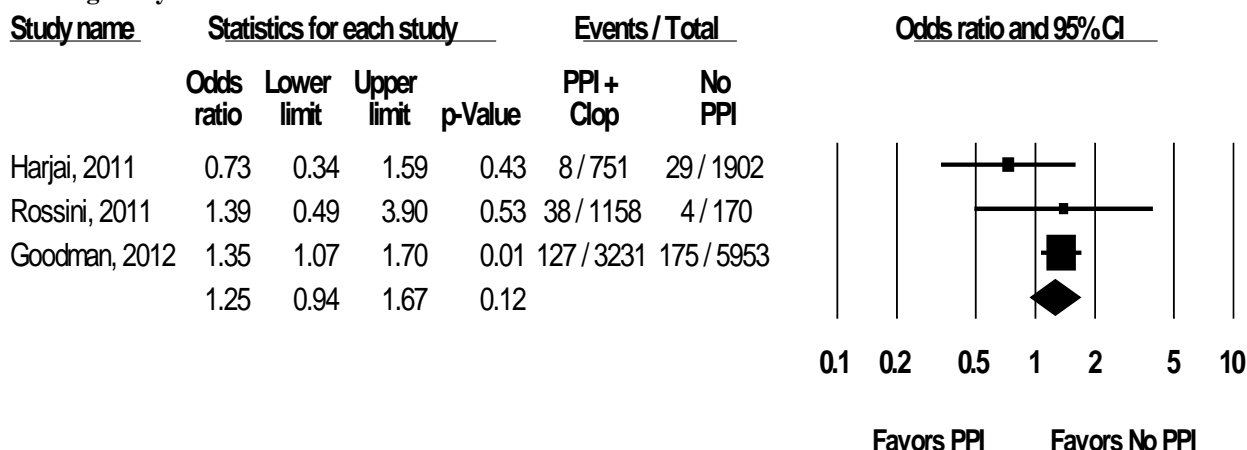 Study name Statistics for each study Events / Total Odds ratio and 95% CI
Odds Lower Upper PPI + No
ratio limit limit p-Value Clop PPI
Harjai, 2011 0.73 0.34 1.59 0.43 8 / 751 29 / 1902
Rossini, 2011 1.39 0.49 3.90 0.53 38 / 1158 4 / 170
Goodman, 2012 1.35 1.07 1.70 0.01 127 / 3231 175 / 5953
1.25 0.94 1.67 0.12
0.1 0.2 0.5 1 2 5 10
Favors PPI Favors No PPI